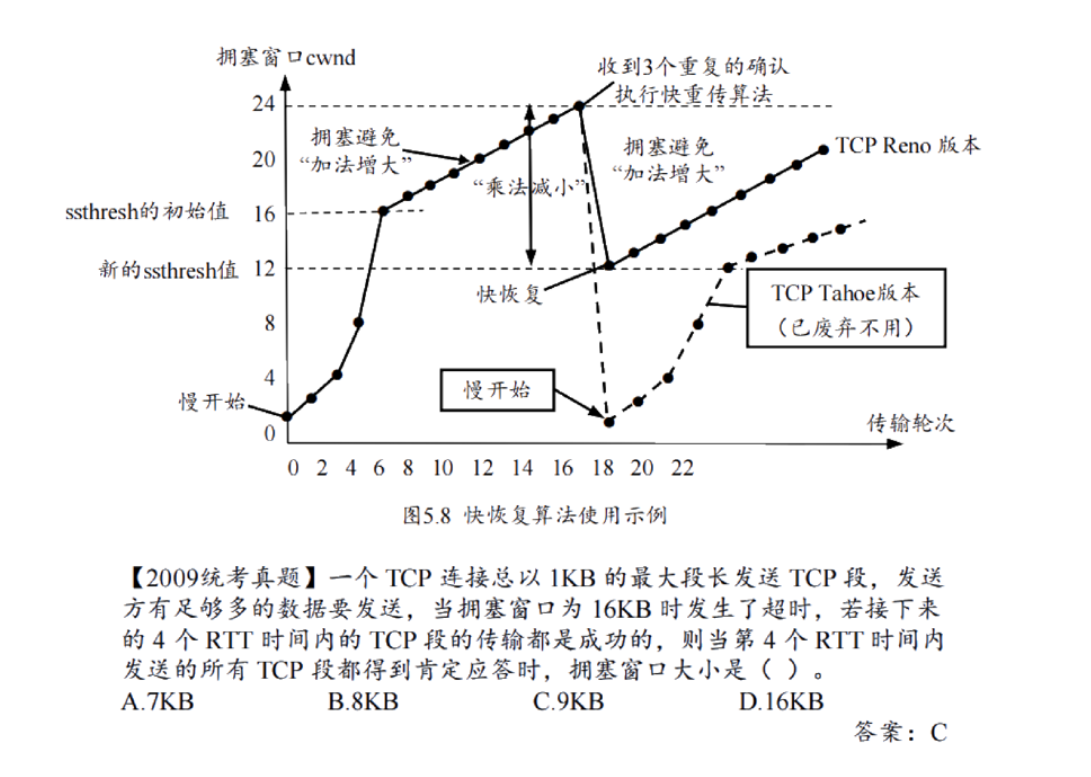 拥塞窗口cwnd
收到3个重复的确认
执行快重传算法
24
拥塞避免
“加法增大”
拥塞避免
“加法增大”
TCP Reno 版本
20
“乘法减小”
ssthresh的初始值
16
新的ssthresh值
12
快恢复
TCP Tahoe版本
（已废弃不用）
8
4
慢开始
慢开始
0
传输轮次
0 2 4 6 8 10 12 14 16 18 20 22
图5.8 快恢复算法使用示例
【2009统考真题】一个 TCP 连接总以 1KB 的最大段长发送 TCP 段，发送
方有足够多的数据要发送，当拥塞窗口为 16KB 时发生了超时，若接下来
的 4 个 RTT 时间内的 TCP 段的传输都是成功的，则当第 4 个 RTT 时间内
发送的所有 TCP 段都得到肯定应答时，拥塞窗口大小是（ ）。
A.7KB B.8KB C.9KB D.16KB
答案：C